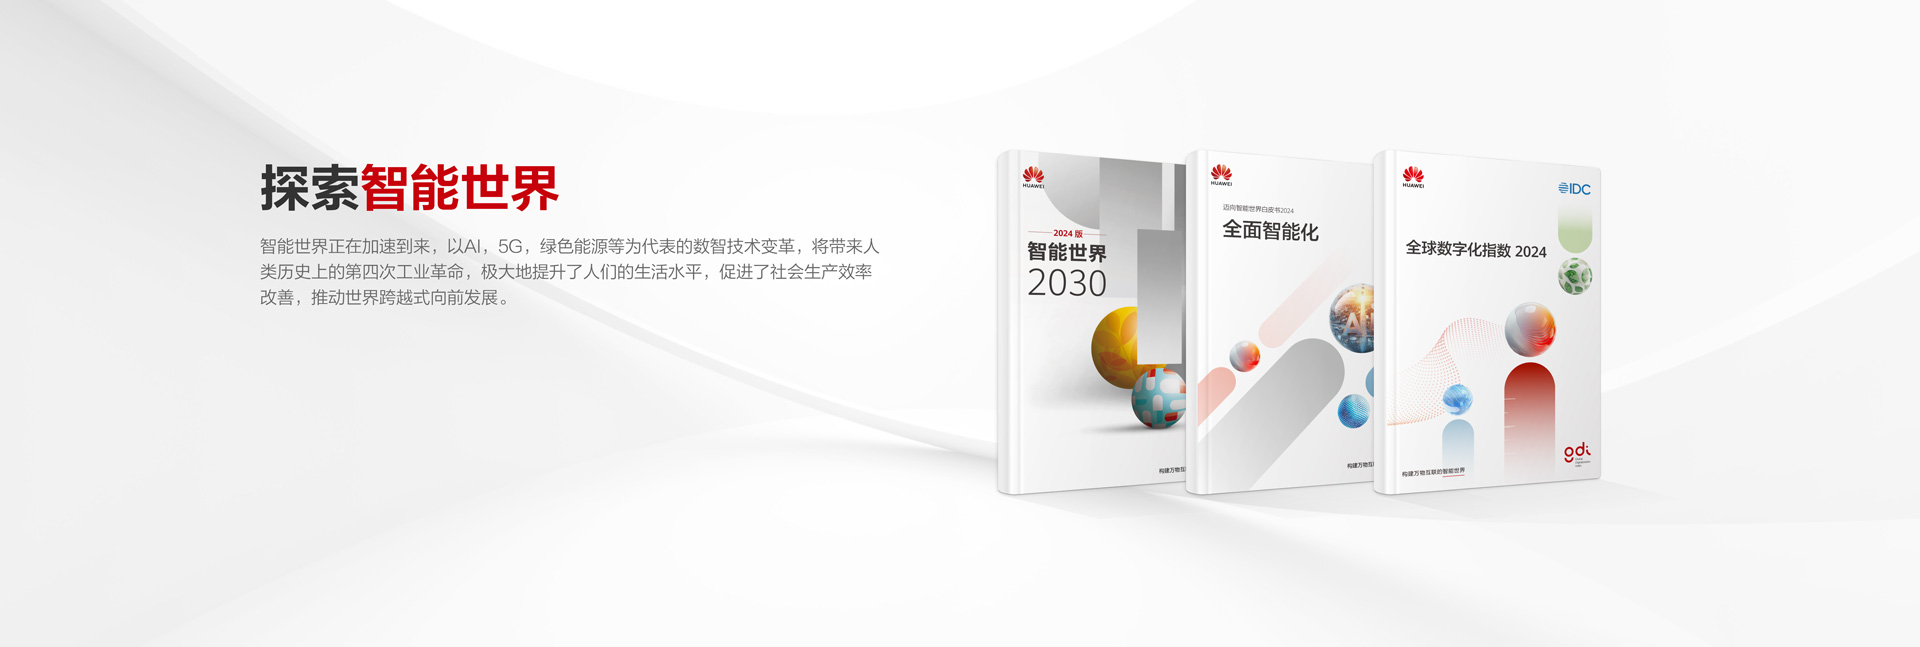 探索智能世界
智能世界正在加速到来，以AI，5G，绿色能源等为代表的数智技术变革，将带来人
类历史上的第四次工业革命，极大地提升了人们的生活水平，促进了社会生产效率
改善，推动世界跨越式向前发展。
HUAWEI
2024 版
智能世界
2030
构建万物互
HUAWEI
迈向智能世界白皮书2024
全面智能化
AI
构建万物互
HUAWEI
IDC
全球数字化指数 2024
gdi
构建万物互联的智能世界